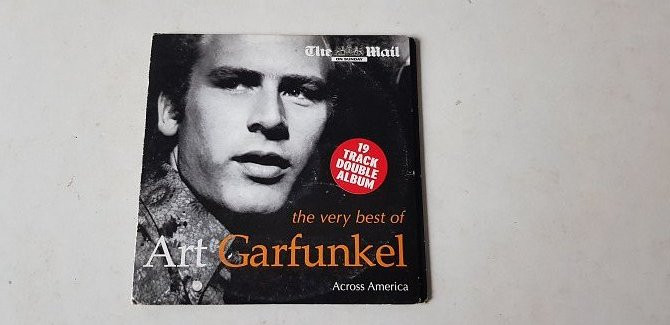 The Mail
ON SUNDAY
19
TRACK
DOUBLE
ALBUM
the very best of
Art Garfunkel
Across America